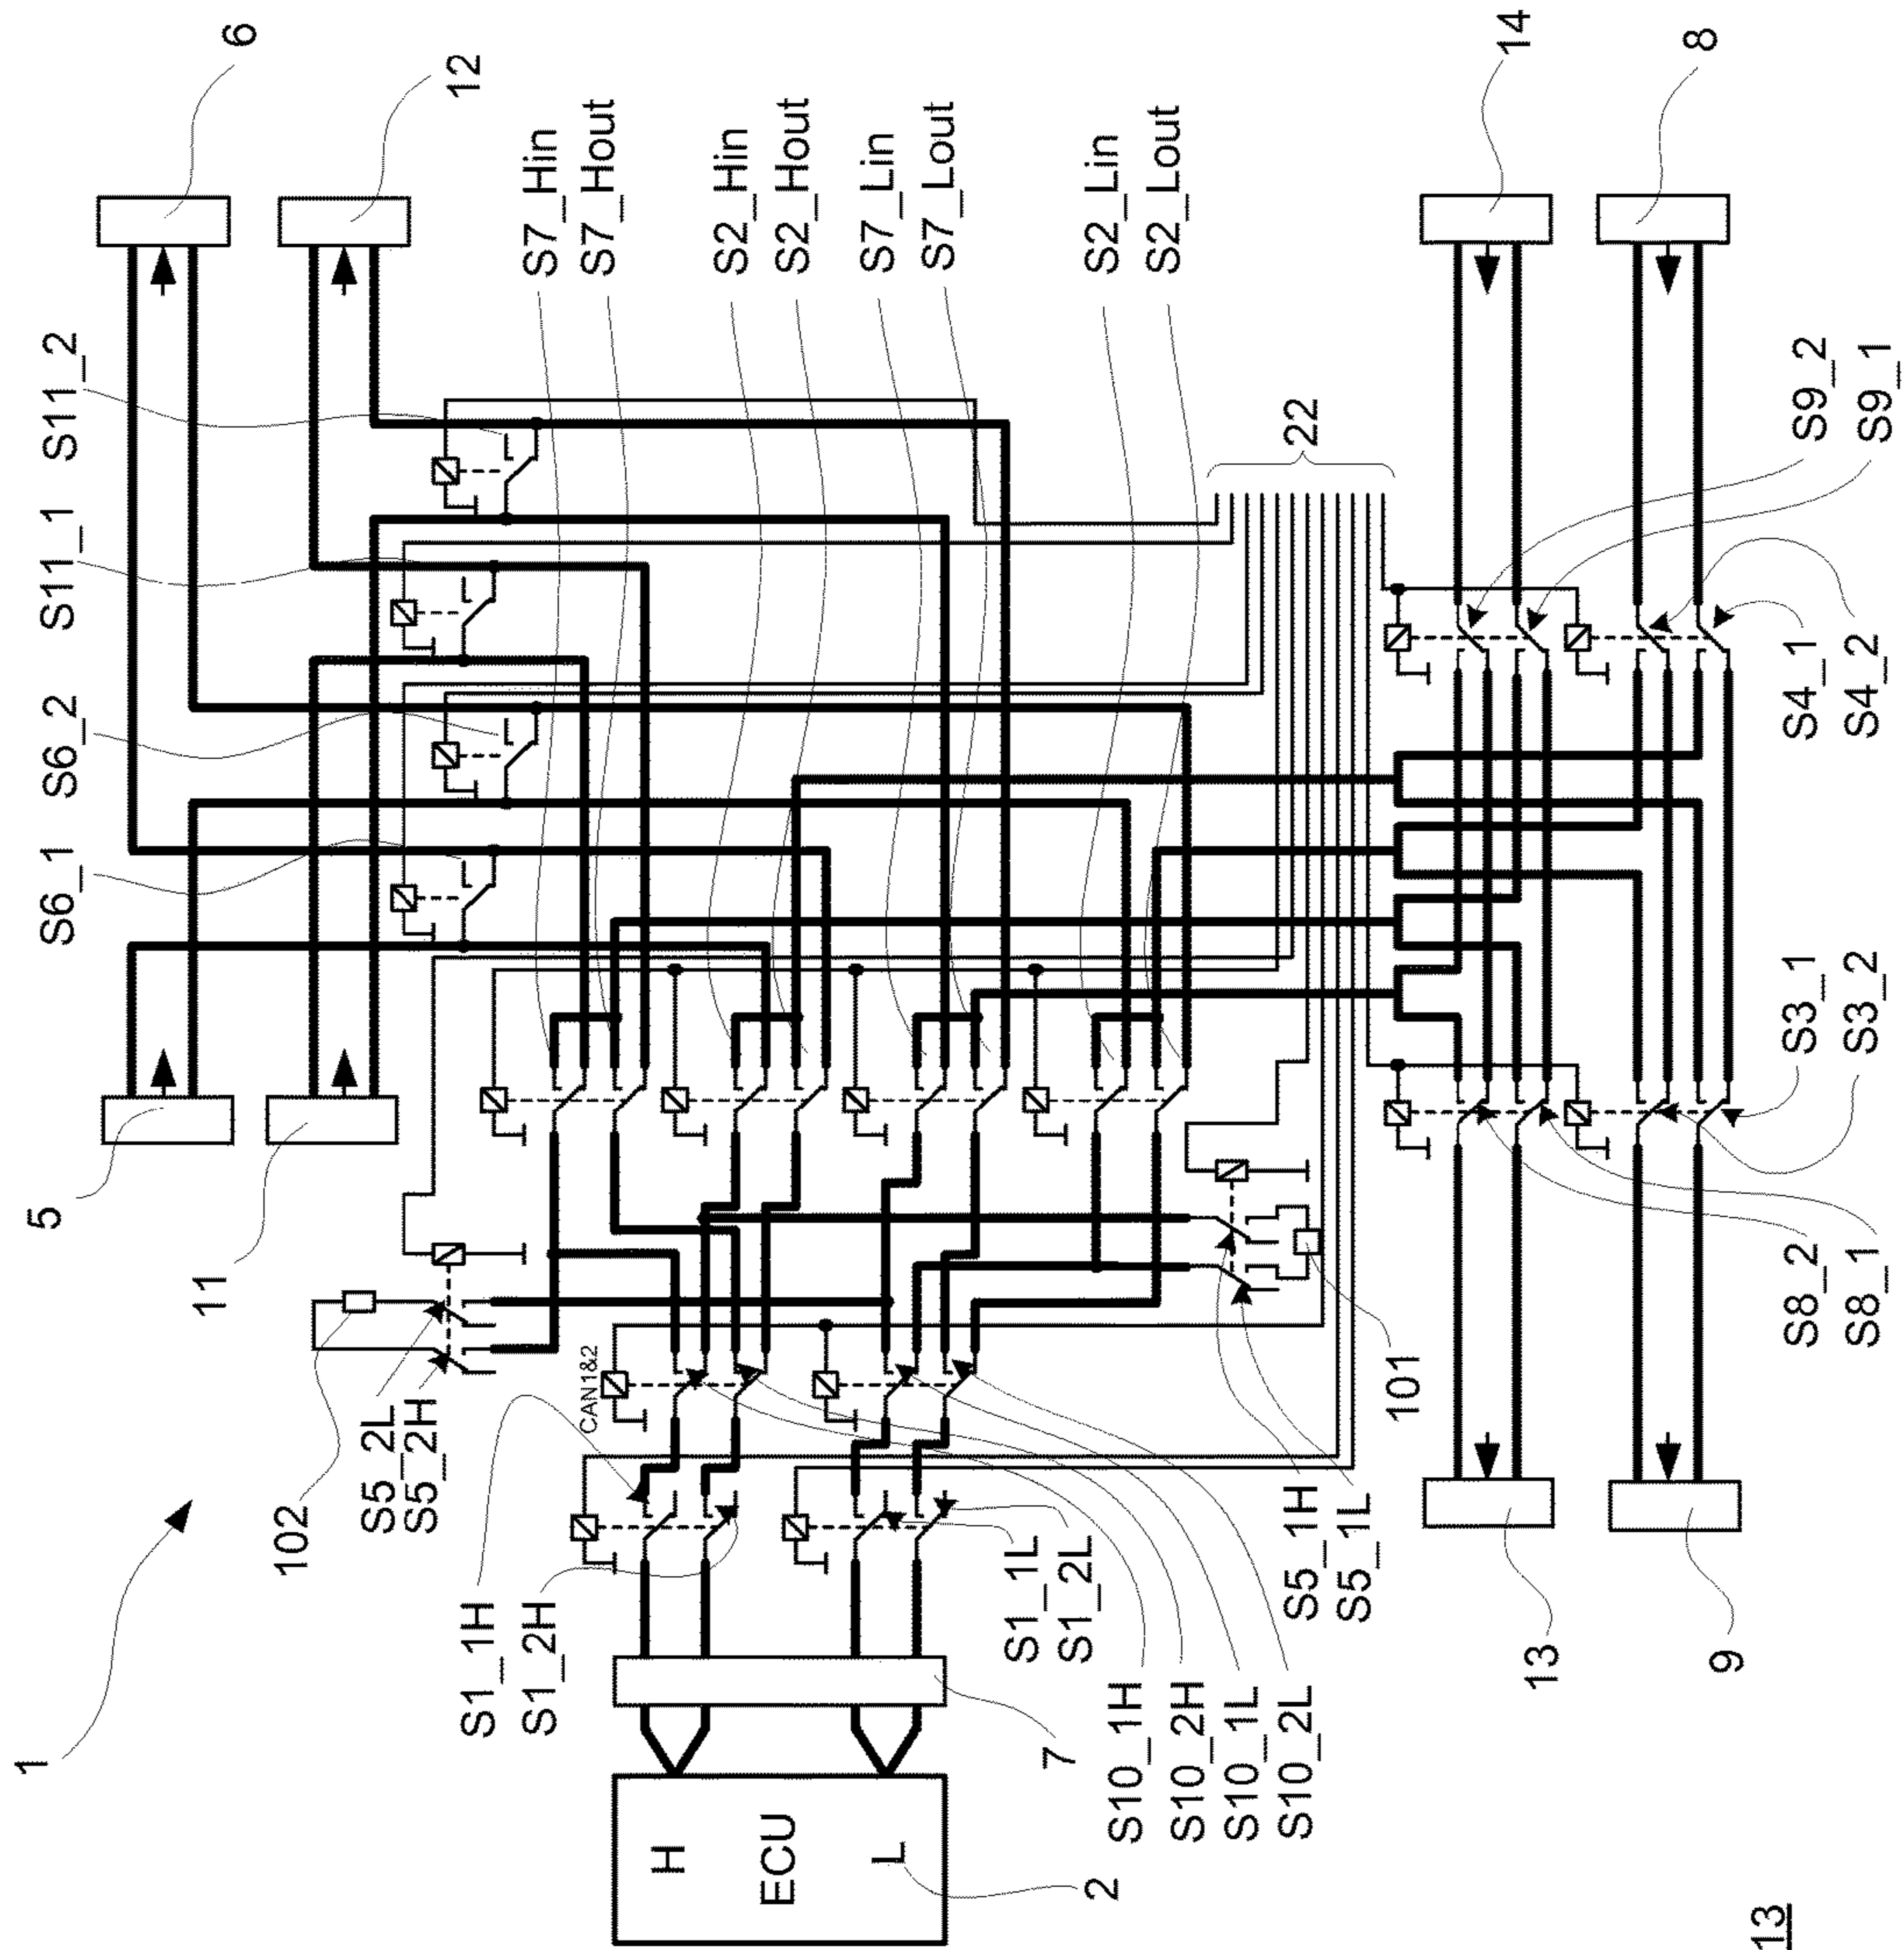 1
5
11
6
12
S6_1
S6_2
S11_1
S11_2
S7_Hin
S7_Hout
S2_Hin
S2_Hout
S7_Lin
S7_Lout
S2_Lin
S2_Lout
102
S5_2L
S5_2H
CAN1&2
S1_1H
S1_2H
H
ECU
L
2
7
S1_1L
S1_2L
S10_1H
S10_2H
S10_1L
S10_2L
S5_1H
S5_1L
101
22
14
8
S9_2
S9_1
S4_1
S4_2
S3_1
S3_2
S8_2
S8_1
13
9
13